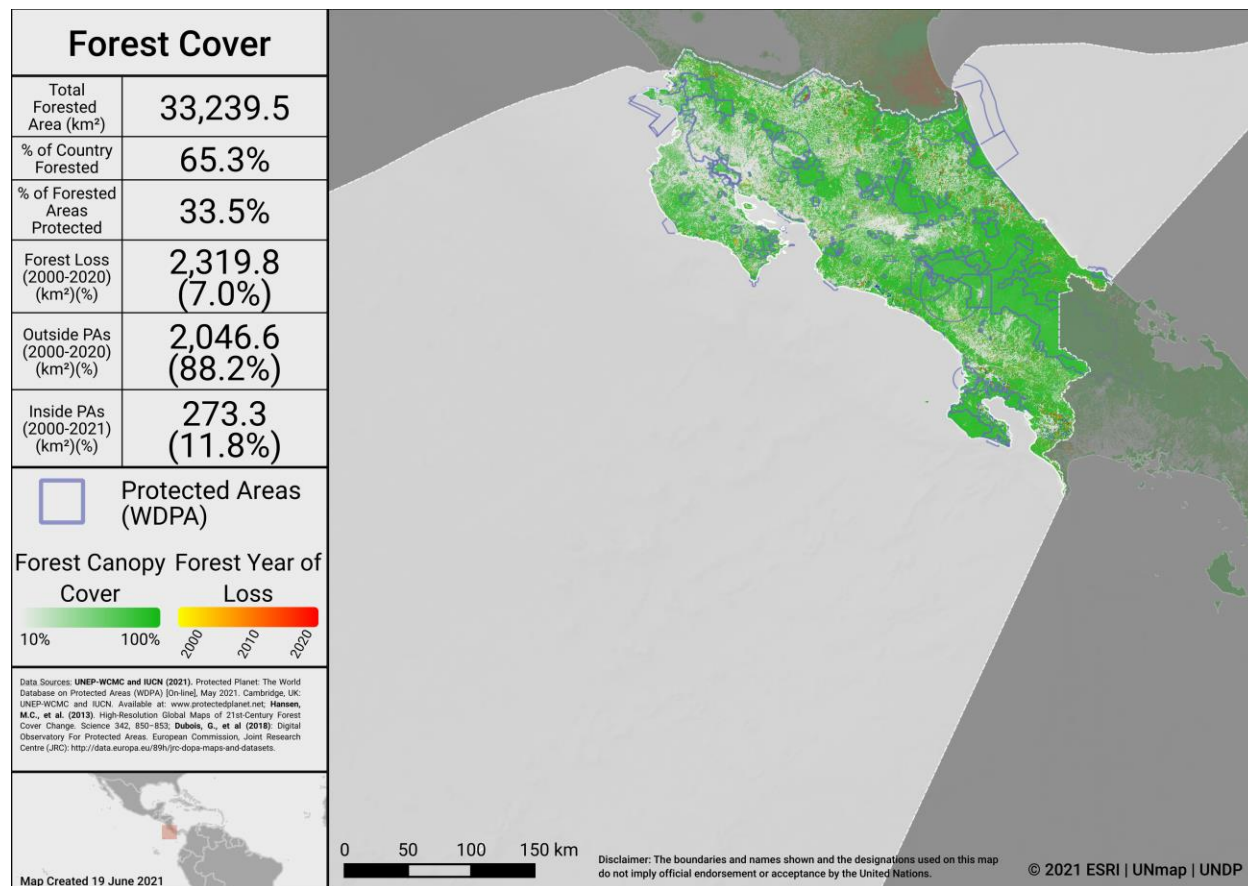 Forest Cover
Total
Forested
Area (km²)
33,239.5
% of Country
Forested
65.3%
% of Forested
Areas
Protected
33.5%
Forest Loss
(2000-2020)
(km²)(%)
2,319.8
(7.0%)
Outside PAs
(2000-2020)
(km²)(%)
2,046.6
(88.2%)
Inside PAs
(2000-2021)
(km²)(%)
273.3
(11.8%)
Protected Areas
(WDPA)
Forest Canopy
Cover
10% 100%
Forest Year of
Loss
2000 2010 2020
Data Sources: UNEP-WCMC and IUCN (2021). Protected Planet: The World
Database on Protected Areas (WDPA) [On-line], May 2021. Cambridge, UK:
UNEP-WCMC and IUCN. Available at: www.protectedplanet.net; Hansen,
M.C., et al. (2013). High-Resolution Global Maps of 21st-Century Forest
Cover Change. Science 342, 850–853; Dubois, G., et al (2018): Digital
Observatory For Protected Areas. European Commission, Joint Research
Centre (JRC): http://data.europa.eu/89h/jrc-dopa-maps-and-datasets.
Map Created 19 June 2021
0 50 100 150 km
Disclaimer: The boundaries and names shown and the designations used on this map
do not imply official endorsement or acceptance by the United Nations.
© 2021 ESRI | UNmap | UNDP